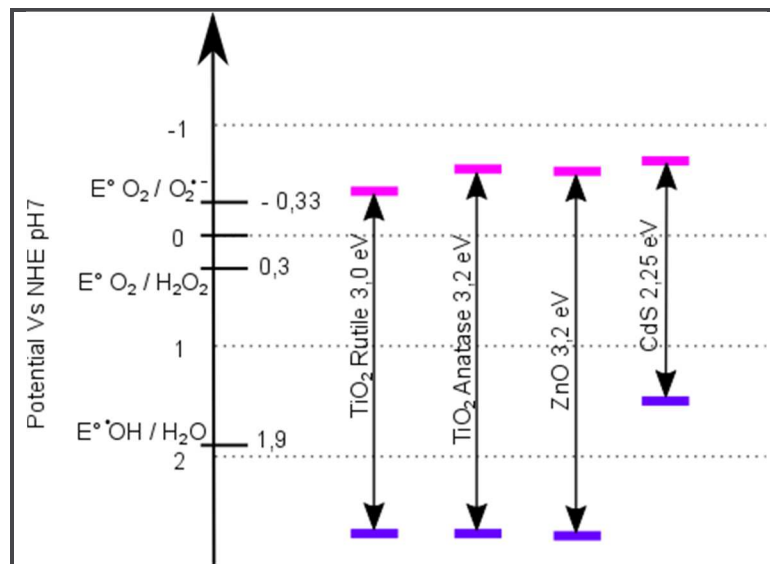 Potential Vs NHE pH7
-1
E° O₂ / O₂•⁻
- 0,33
0
0,3
E° O₂ / H₂O₂
1
E° •OH / H₂O
1,9
2
TiO₂ Rutile 3,0 eV
TiO₂ Anatase 3,2 eV
ZnO 3,2 eV
CdS 2,25 eV